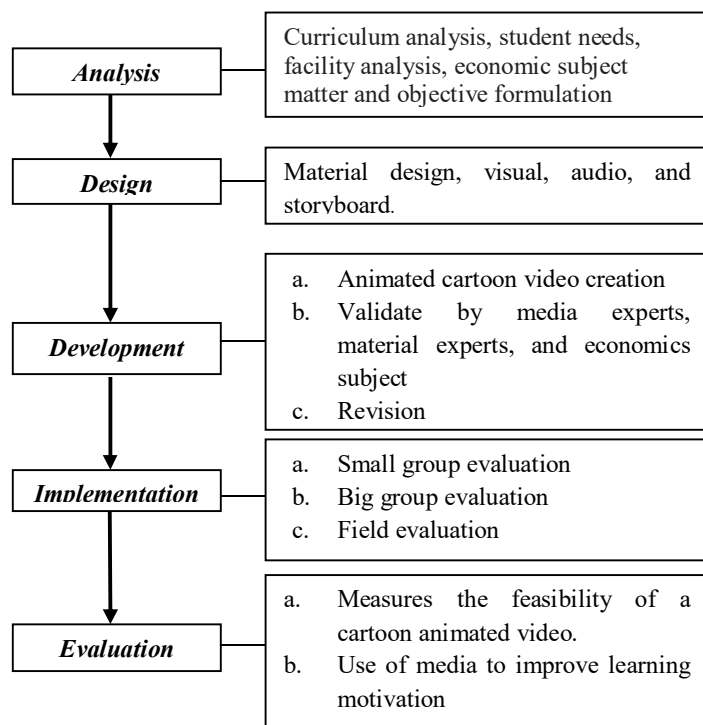 Analysis
Curriculum analysis, student needs,
facility analysis, economic subject
matter and objective formulation
Design
Material design, visual, audio, and
storyboard.
Development
a. Animated cartoon video creation
b. Validate by media experts,
material experts, and economics
subject
c. Revision
Implementation
a. Small group evaluation
b. Big group evaluation
c. Field evaluation
Evaluation
a. Measures the feasibility of a
cartoon animated video.
b. Use of media to improve learning
motivation